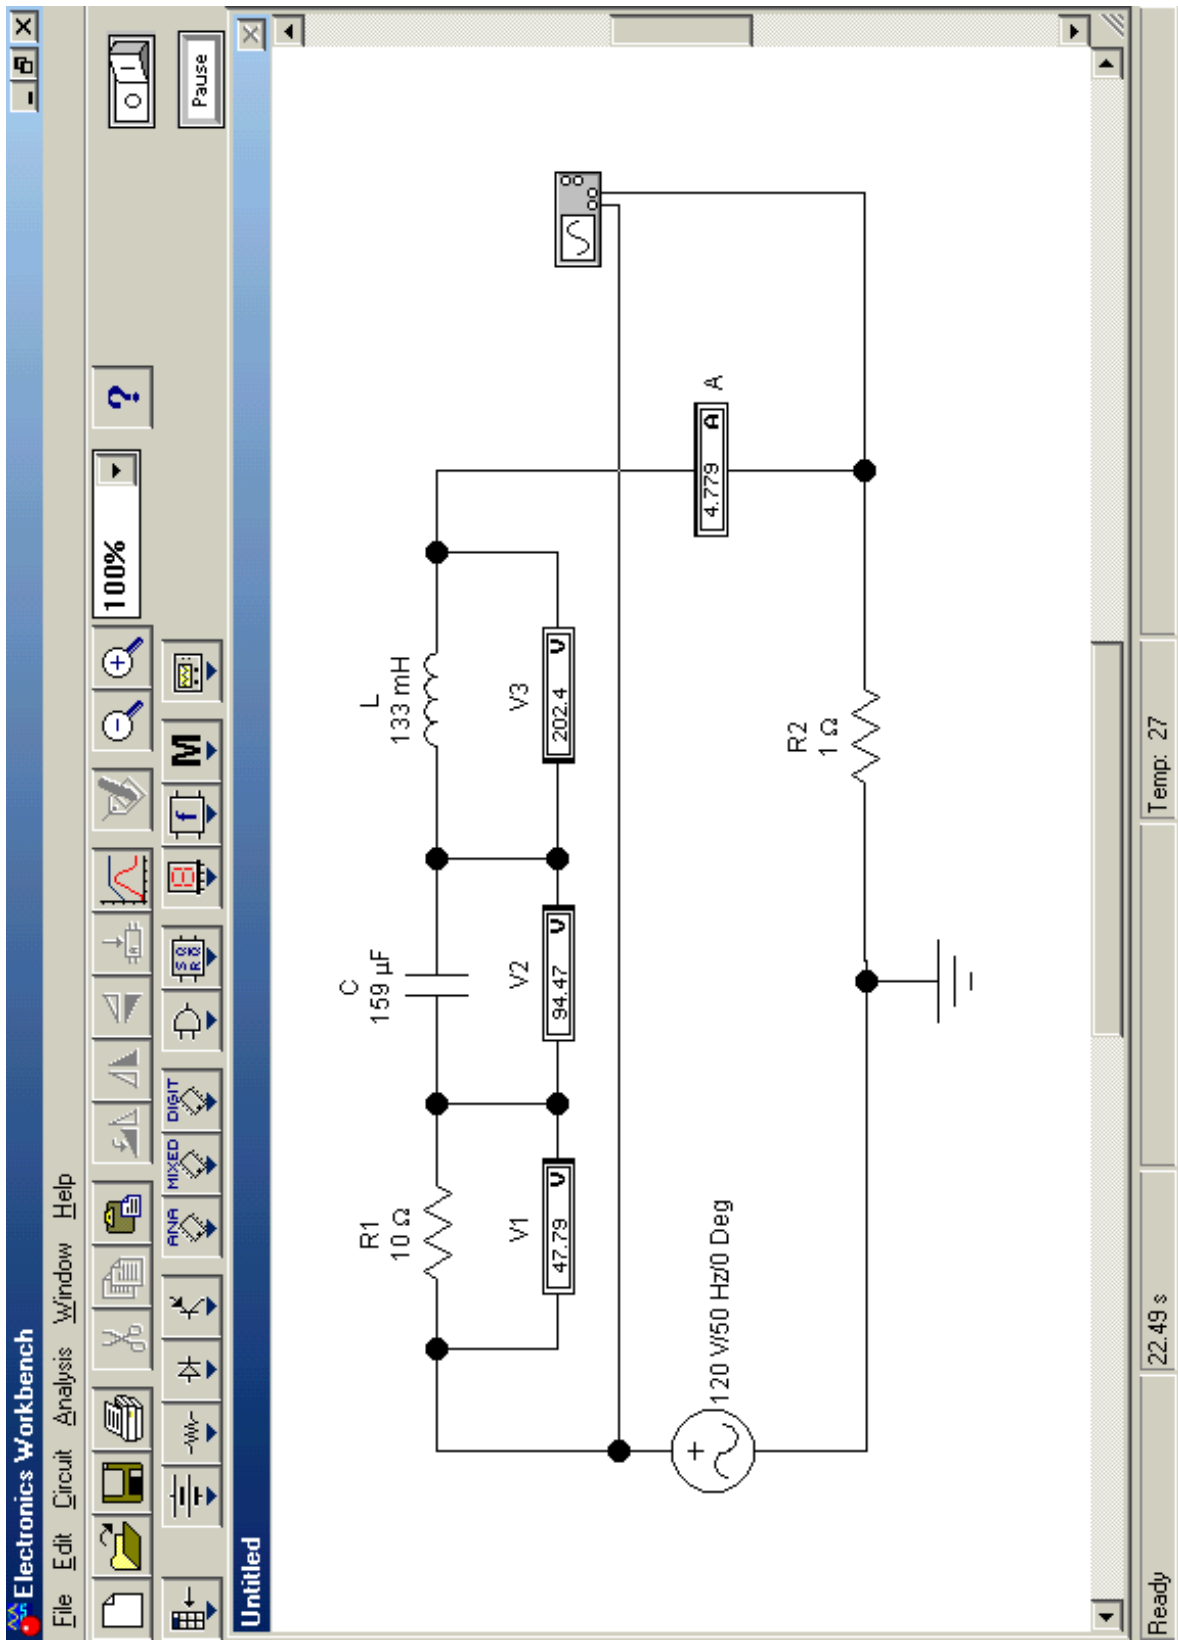 Electronics Workbench
File Edit Circuit Analysis Window Help
100%
?
ANA
MIXED
DIGIT
M
f
Pause
Untitled
R1
10 Ω
C
159 µF
L
133 mH
V1
47.79 V
V2
94.47 V
V3
202.4 V
4.779 A
A
120 V/50 Hz/0 Deg
R2
1 Ω
Ready
22.49 s
Temp: 27